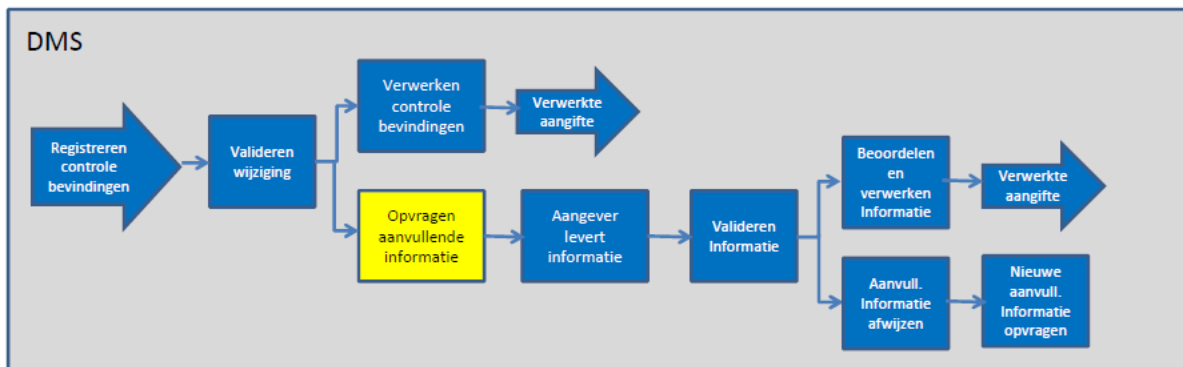 DMS
Registreren
controle
bevindingen
Valideren
wijziging
Verwerken
controle
bevindingen
Verwerkte
aangifte
Opvragen
aanvullende
informatie
Aangever
levert
informatie
Valideren
Informatie
Beoordelen
en
verwerken
Informatie
Verwerkte
aangifte
Aanvull.
Informatie
afwijzen
Nieuwe
aanvull.
Informatie
opvragen